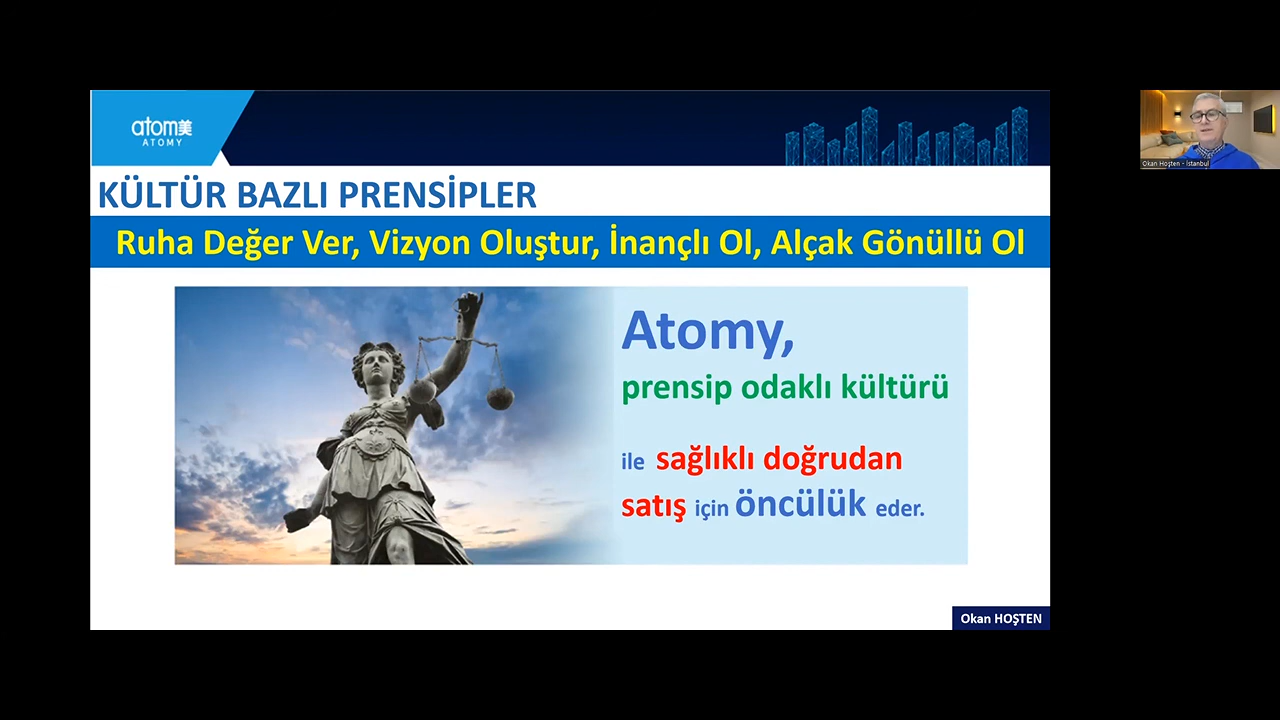 atom美
ATOMY
KÜLTÜR BAZLI PRENSİPLER
Ruha Değer Ver, Vizyon Oluştur, İnançlı Ol, Alçak Gönüllü Ol
Atomy,
prensip odaklı kültürü
ile sağlıklı doğrudan
satış için öncülük eder.
Okan HOŞTEN
Okan Hoşten - İstanbul